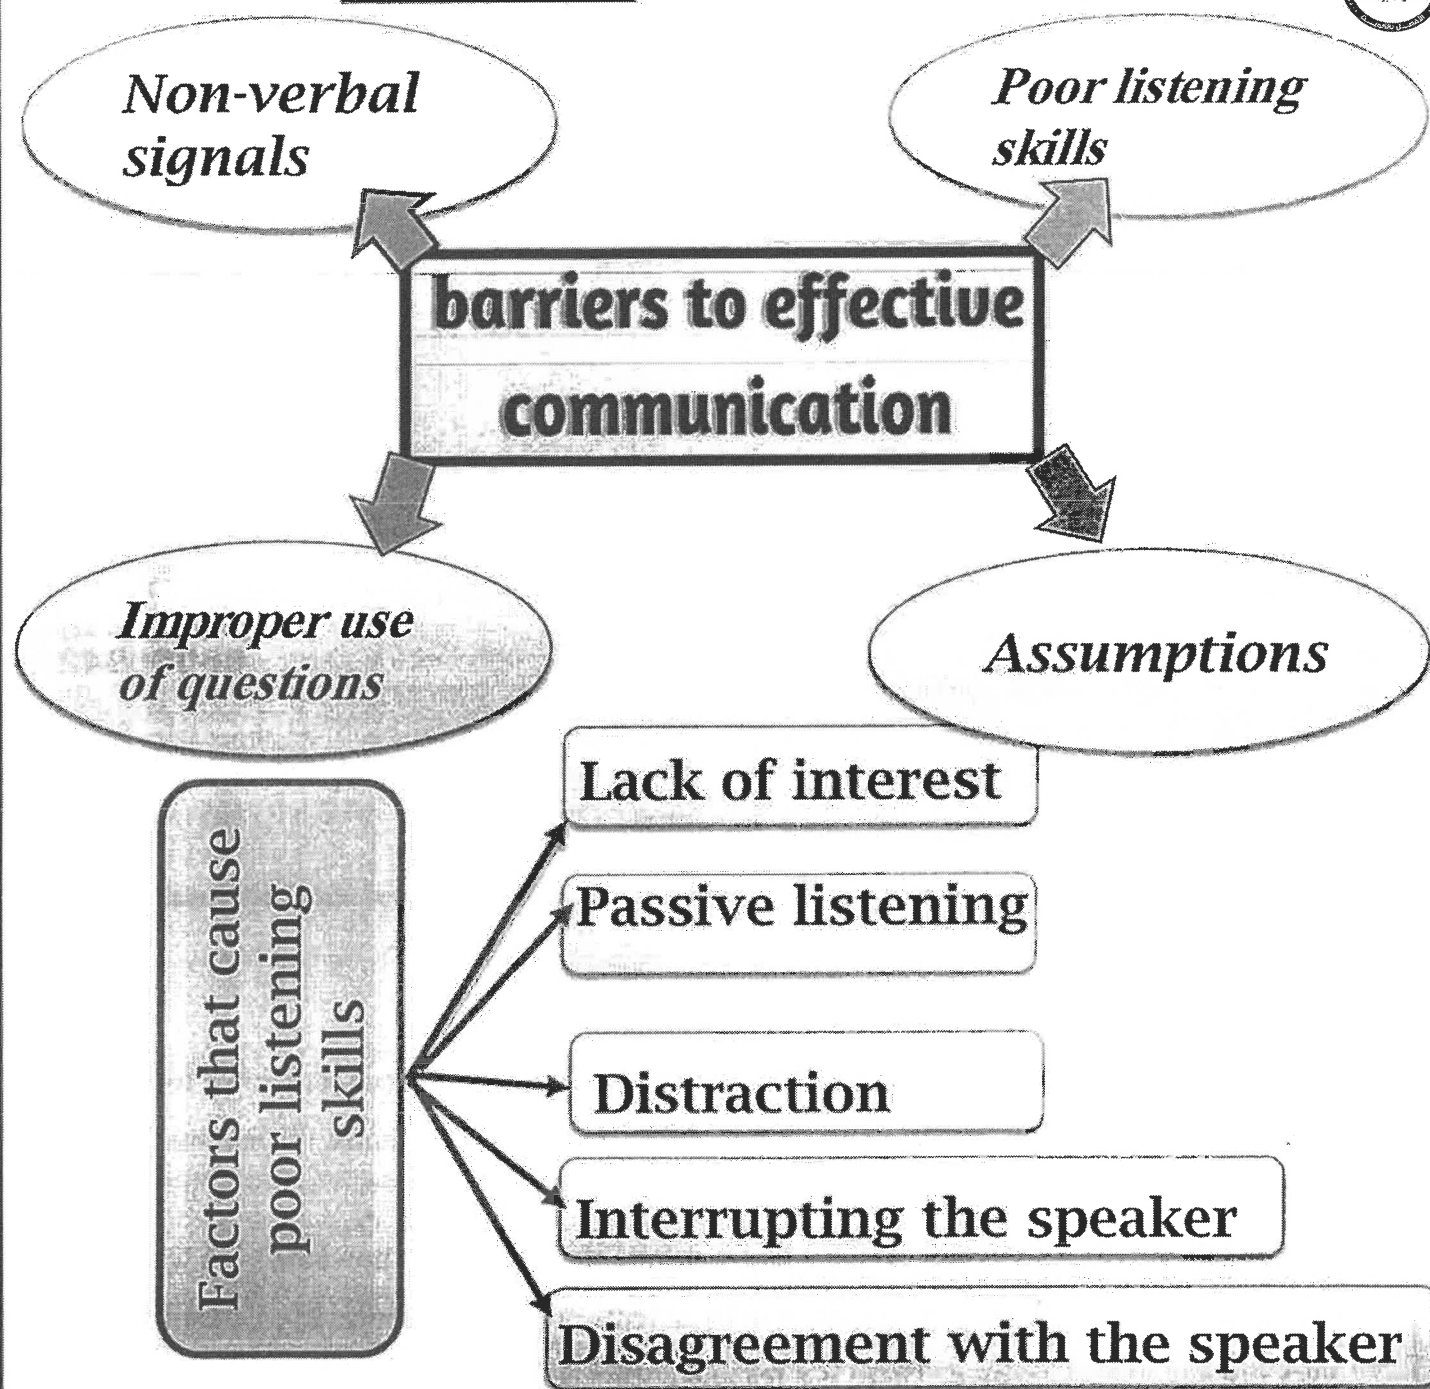 Non-verbal
signals
Poor listening
skills
barriers to effective
communication
Improper use
of questions
Assumptions
Factors that cause
poor listening
skills
Lack of interest
Passive listening
Distraction
Interrupting the speaker
Disagreement with the speaker